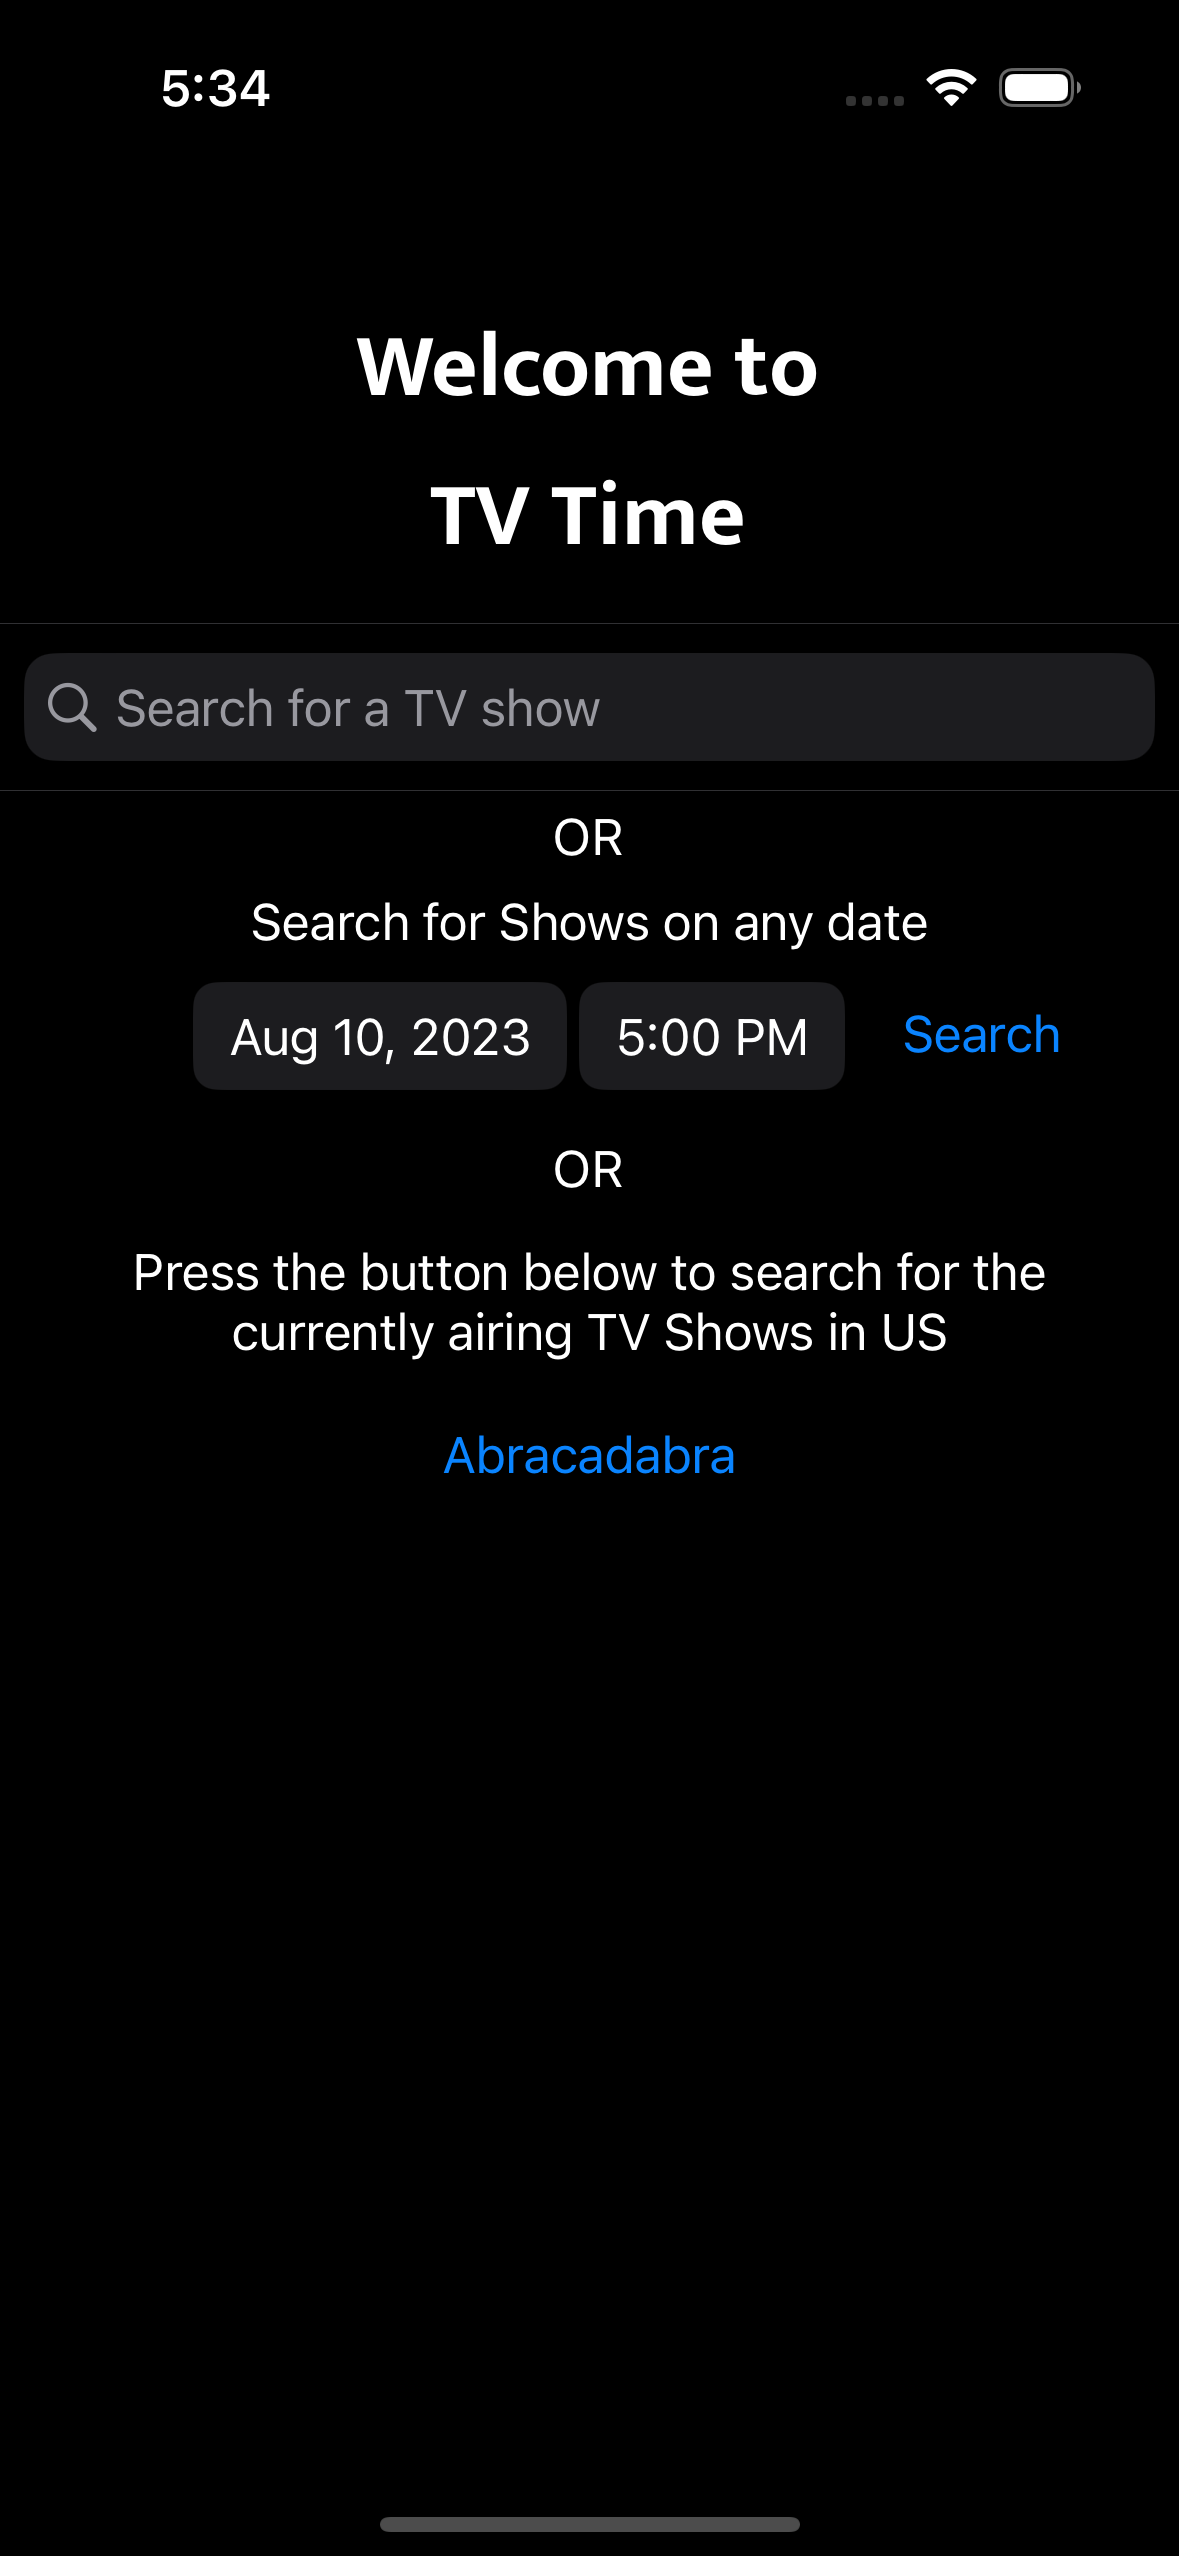 5:34
Welcome to
TV Time
Search for a TV show
OR
Search for Shows on any date
Aug 10, 2023 5:00 PM Search
OR
Press the button below to search for the
currently airing TV Shows in US
Abracadabra